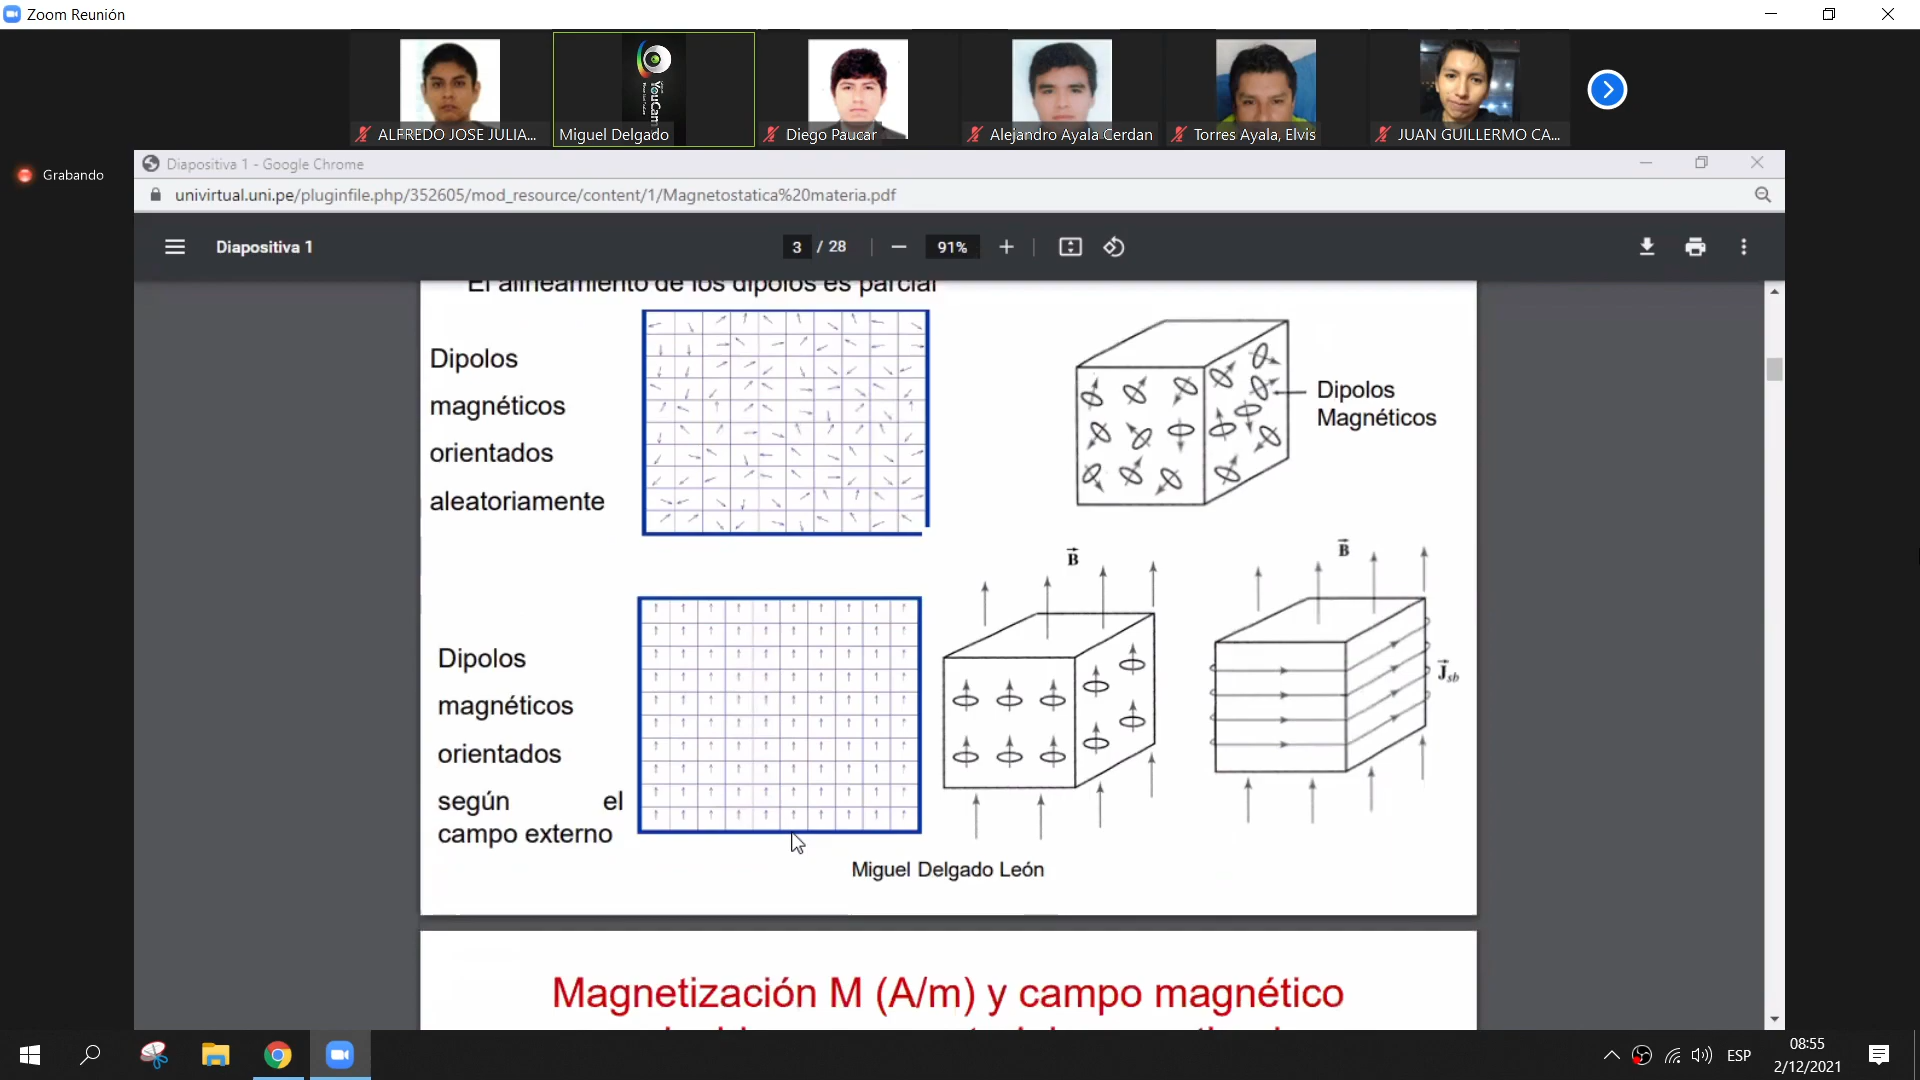 Zoom Reunión
ALFREDO JOSE JULIA...
Miguel Delgado
YouCam
Diego Paucar
Alejandro Ayala Cerdan
Torres Ayala, Elvis
JUAN GUILLERMO CA...
Grabando
Diapositiva 1 - Google Chrome
univirtual.uni.pe/pluginfile.php/352605/mod_resource/content/1/Magnetostatica%20materia.pdf
Diapositiva 1
3 / 28
91%
El alineamiento de los dipolos es parcial
Dipolos
magnéticos
orientados
aleatoriamente
Dipolos
Magnéticos
B⃗
B⃗
J⃗sb
Dipolos
magnéticos
orientados
según el
campo externo
Miguel Delgado León
Magnetización M (A/m) y campo magnético
08:55
ESP
2/12/2021